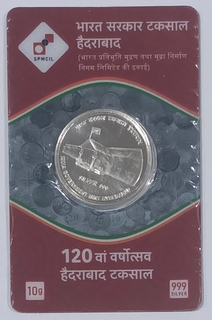 SPMCIL
भारत सरकार टकसाल
हैदराबाद
(भारत प्रतिभूति मुद्रण तथा मुद्रा निर्माण
निगम लिमिटेड की इकाई)
120 वां वर्षोत्सव
हैदराबाद टकसाल
10g
999
SILVER